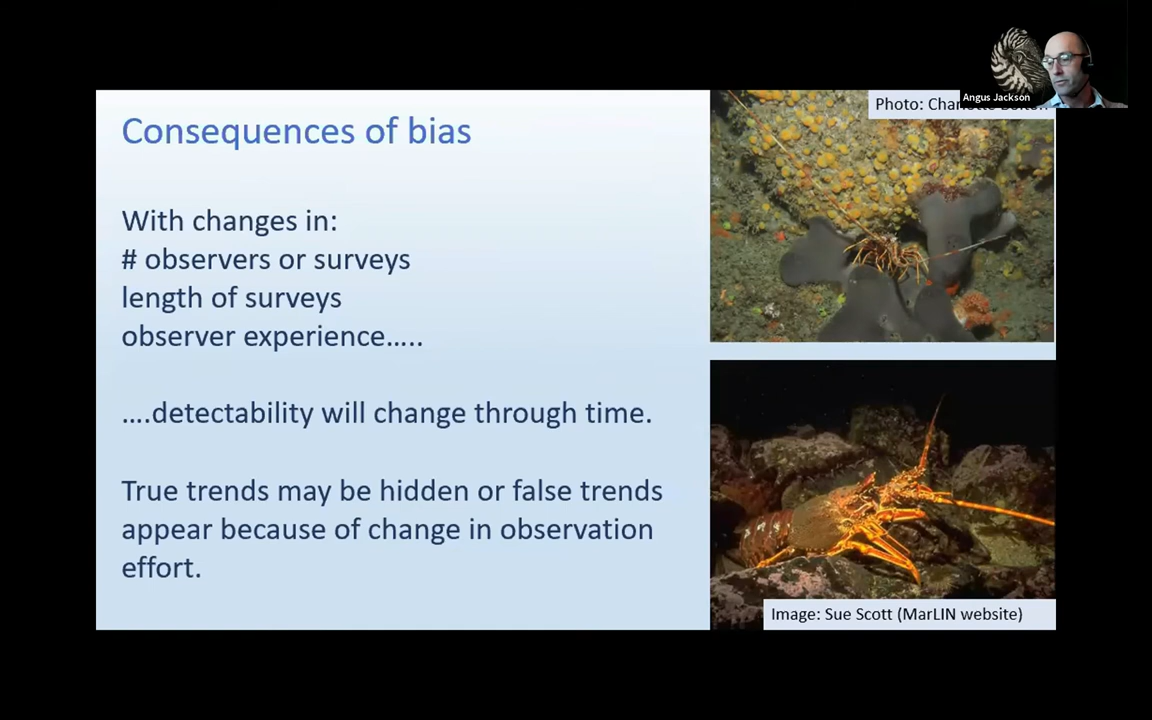 Angus Jackson
Photo:
Consequences of bias
With changes in:
# observers or surveys
length of surveys
observer experience…..
….detectability will change through time.
True trends may be hidden or false trends
appear because of change in observation
effort.
Image: Sue Scott (MarLIN website)